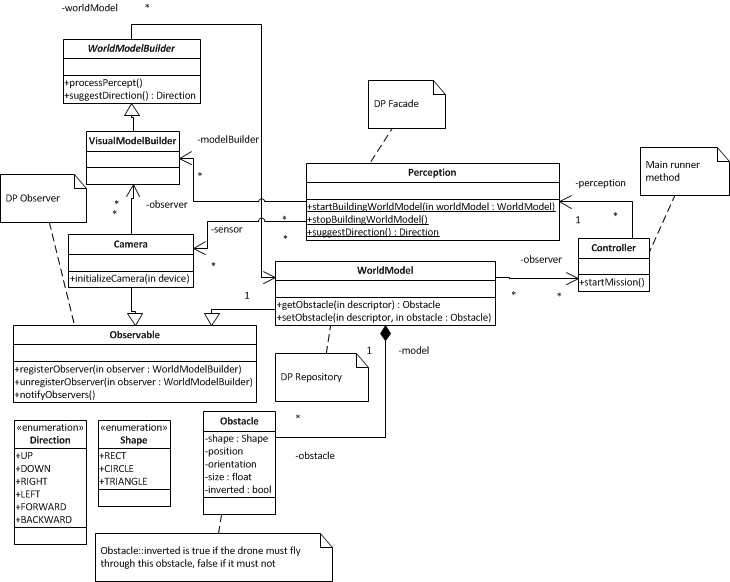 -worldModel
*
WorldModelBuilder
+processPercept()
+suggestDirection() : Direction
DP Facade
VisualModelBuilder
-modelBuilder
*
Main runner
method
Perception
+startBuildingWorldModel(in worldModel : WorldModel)
+stopBuildingWorldModel()
+suggestDirection() : Direction
-perception
1
*
DP Observer
*
*
-observer
-sensor
*
*
*
Camera
+initializeCamera(in device)
Controller
+startMission()
-observer
*
*
WorldModel
+getObstacle(in descriptor) : Obstacle
+setObstacle(in descriptor, in obstacle : Obstacle)
1
Observable
+registerObserver(in observer : WorldModelBuilder)
+unregisterObserver(in observer : WorldModelBuilder)
+notifyObservers()
1
-model
DP Repository
*
-obstacle
«enumeration»
Direction
+UP
+DOWN
+RIGHT
+LEFT
+FORWARD
+BACKWARD
«enumeration»
Shape
+RECT
+CIRCLE
+TRIANGLE
Obstacle
-shape : Shape
-position
-orientation
-size : float
-inverted : bool
Obstacle::inverted is true if the drone must fly
through this obstacle, false if it must not